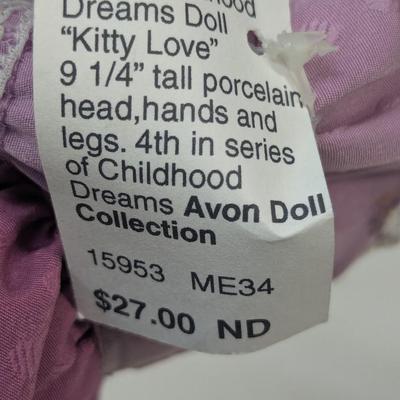 Dreams Doll
"Kitty Love"
9 1/4" tall porcelain
head,hands and
legs. 4th in series
of Childhood
Dreams Avon Doll
Collection
15953 ME34
$27.00 ND